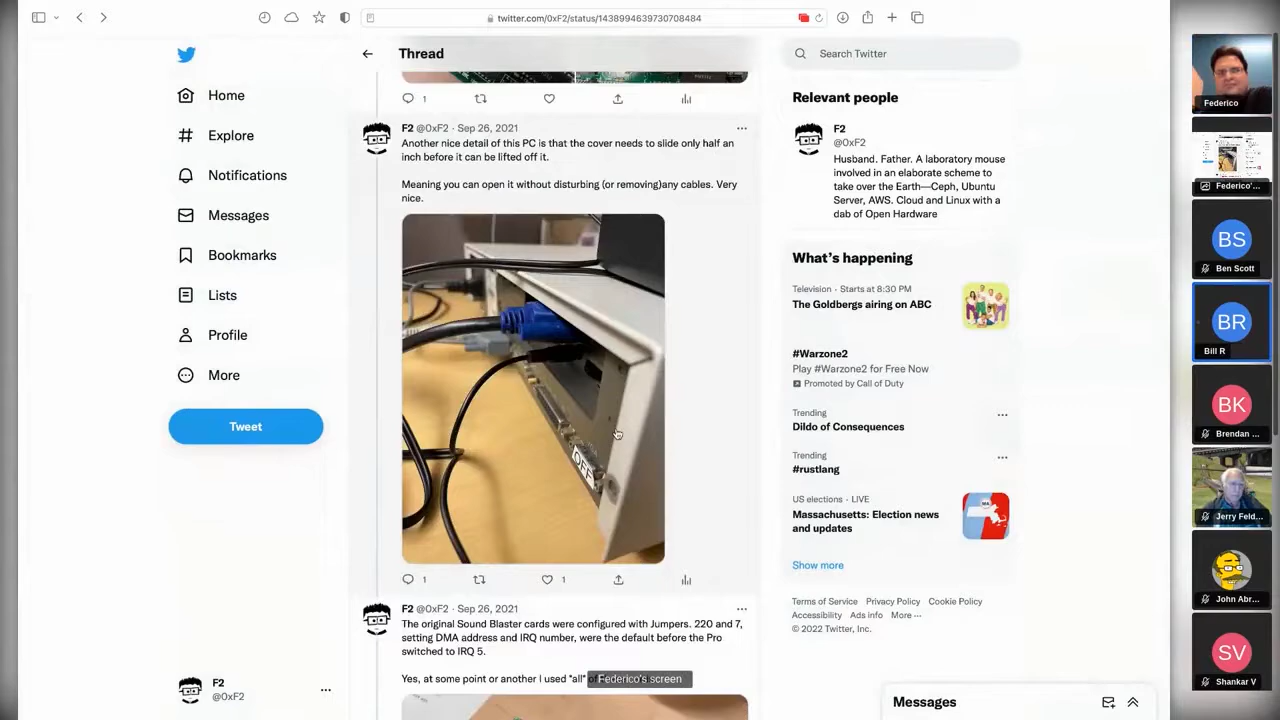 twitter.com/0xF2/status/1438994639730708484
Home
Explore
Notifications
Messages
Bookmarks
Lists
Profile
More
Tweet
F2
@0xF2
Thread
1
F2 @0xF2 · Sep 26, 2021
Another nice detail of this PC is that the cover needs to slide only half an
inch before it can be lifted off it.
Meaning you can open it without disturbing (or removing)any cables. Very
nice.
OFF
1
1
F2 @0xF2 · Sep 26, 2021
The original Sound Blaster cards were configured with Jumpers. 220 and 7,
setting DMA address and IRQ number, were the default before the Pro
switched to IRQ 5.
Yes, at some point or another I used *all*
Federico's screen
Search Twitter
Relevant people
F2
@0xF2
Husband. Father. A laboratory mouse
involved in an elaborate scheme to
take over the Earth—Ceph, Ubuntu
Server, AWS. Cloud and Linux with a
dab of Open Hardware
What's happening
Television · Starts at 8:30 PM
The Goldbergs airing on ABC
#Warzone2
Play #Warzone2 for Free Now
Promoted by Call of Duty
Trending
Dildo of Consequences
Trending
#rustlang
US elections · LIVE
Massachusetts: Election news
and updates
Show more
Terms of Service Privacy Policy Cookie Policy
Accessibility Ads info More ···
© 2022 Twitter, Inc.
Messages
Federico
Federico'...
BS
Ben Scott
BR
Bill R
BK
Brendan ...
Jerry Feld...
John Abr...
SV
Shankar V